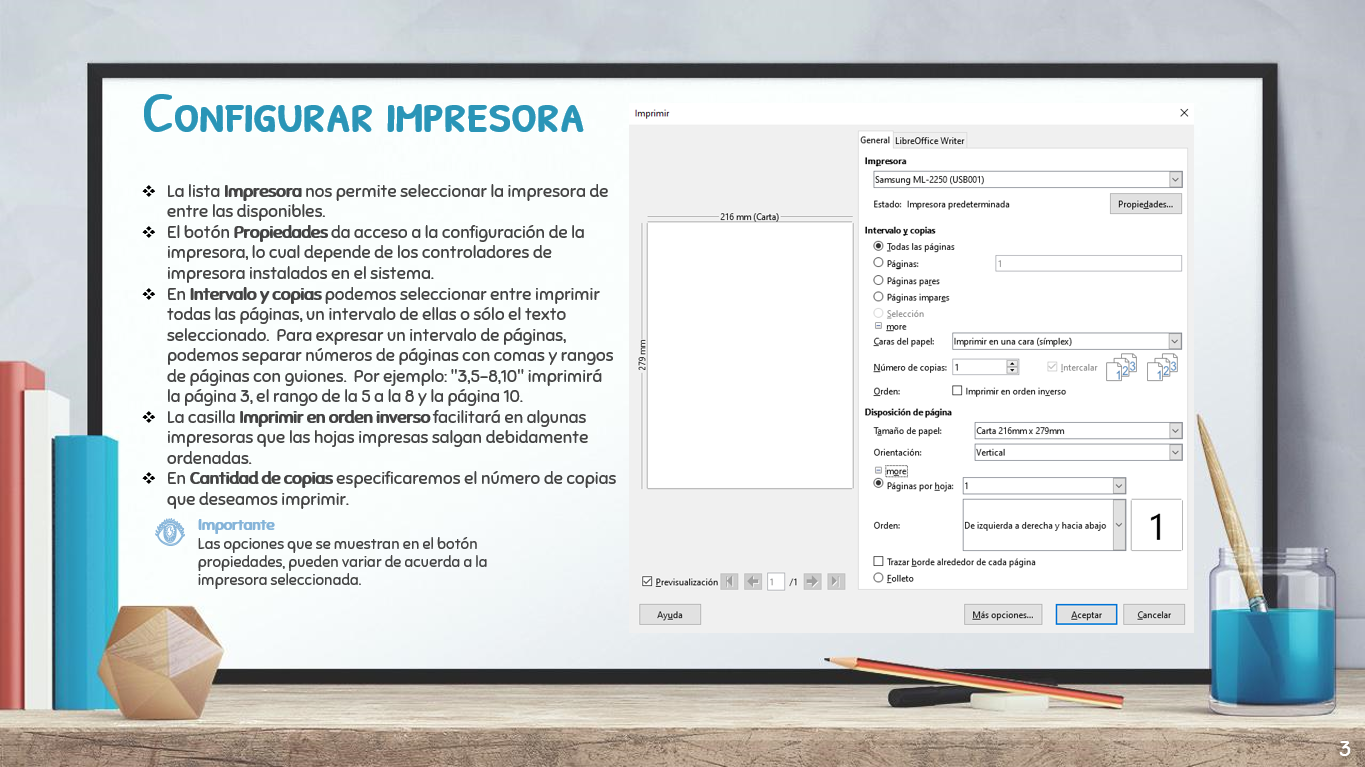 Configurar impresora
❖ La lista Impresora nos permite seleccionar la impresora de
entre las disponibles.
❖ El botón Propiedades da acceso a la configuración de la
impresora, lo cual depende de los controladores de
impresora instalados en el sistema.
❖ En Intervalo y copias podemos seleccionar entre imprimir
todas las páginas, un intervalo de ellas o sólo el texto
seleccionado. Para expresar un intervalo de páginas,
podemos separar números de páginas con comas y rangos
de páginas con guiones. Por ejemplo: "3,5-8,10" imprimirá
la página 3, el rango de la 5 a la 8 y la página 10.
❖ La casilla Imprimir en orden inverso facilitará en algunas
impresoras que las hojas impresas salgan debidamente
ordenadas.
❖ En Cantidad de copias especificaremos el número de copias
que deseamos imprimir.
Importante
Las opciones que se muestran en el botón
propiedades, pueden variar de acuerda a la
impresora seleccionada.
Imprimir
216 mm (Carta)
279 mm
Previsualización 1 /1
General LibreOffice Writer
Impresora
Samsung ML-2250 (USB001)
Estado: Impresora predeterminada Propiedades...
Intervalo y copias
Todas las páginas
Páginas: 1
Páginas pares
Páginas impares
Selección
more
Caras del papel: Imprimir en una cara (símplex)
Número de copias: 1 Intercalar 1 2 3 1 2 3
Orden: Imprimir en orden inverso
Disposición de página
Tamaño de papel: Carta 216mm x 279mm
Orientación: Vertical
more
Páginas por hoja: 1
Orden: De izquierda a derecha y hacia abajo 1
Trazar borde alrededor de cada página
Folleto
Ayuda Más opciones... Aceptar Cancelar
3